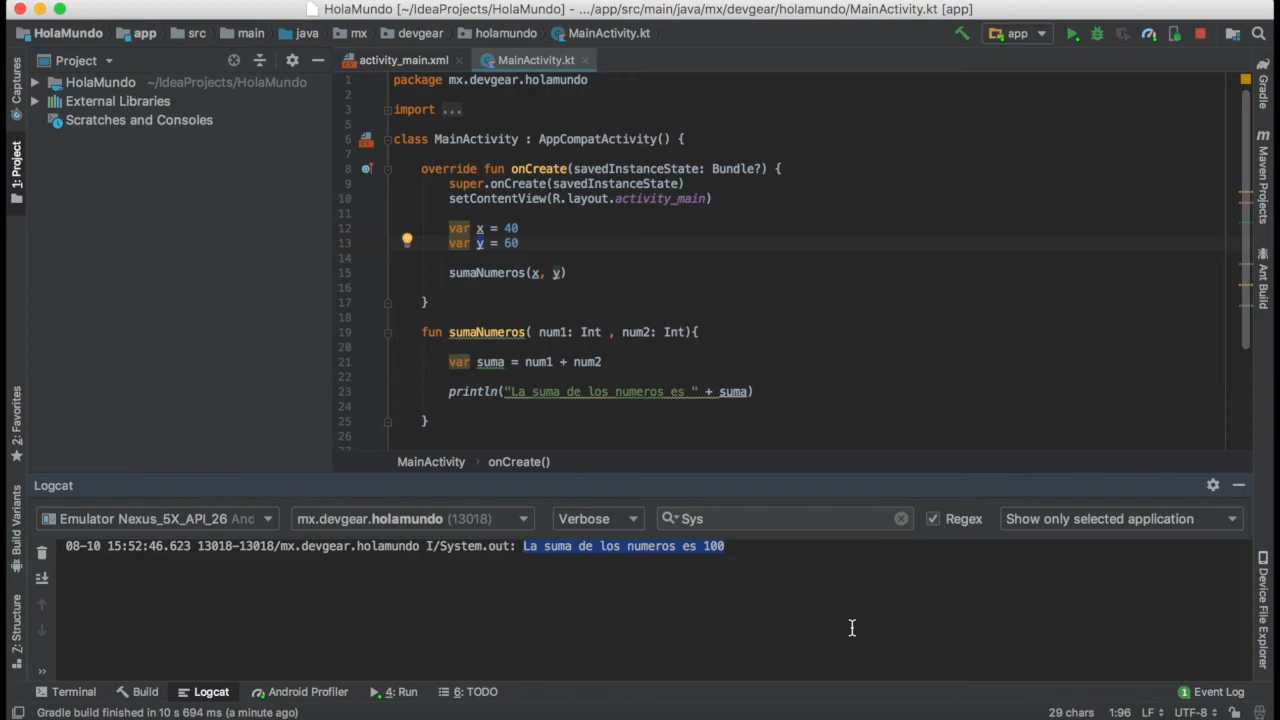 HolaMundo [~/IdeaProjects/HolaMundo] - .../app/src/main/java/mx/devgear/holamundo/MainActivity.kt [app]
HolaMundo app src main java mx devgear holamundo MainActivity.kt app
Project HolaMundo ~/IdeaProjects/HolaMundo
External Libraries
Scratches and Consoles
activity_main.xml MainActivity.kt
1 package mx.devgear.holamundo
2
3 import ...
5
6 class MainActivity : AppCompatActivity() {
7
8 override fun onCreate(savedInstanceState: Bundle?) {
9 super.onCreate(savedInstanceState)
10 setContentView(R.layout.activity_main)
11
12 var x = 40
13 var y = 60
14
15 sumaNumeros(x, y)
16
17 }
18
19 fun sumaNumeros( num1: Int , num2: Int){
20
21 var suma = num1 + num2
22
23 println("La suma de los numeros es " + suma)
24
25 }
26
27
MainActivity › onCreate()
Captures
1: Project
2: Favorites
Build Variants
Z: Structure
Gradle
Maven Projects
Ant Build
Device File Explorer
Logcat
Emulator Nexus_5X_API_26 And mx.devgear.holamundo (13018) Verbose Sys Regex Show only selected application
08-10 15:52:46.623 13018-13018/mx.devgear.holamundo I/System.out: La suma de los numeros es 100
Terminal Build Logcat Android Profiler 4: Run 6: TODO 1 Event Log
Gradle build finished in 10 s 694 ms (a minute ago) 29 chars 1:96 LF UTF-8